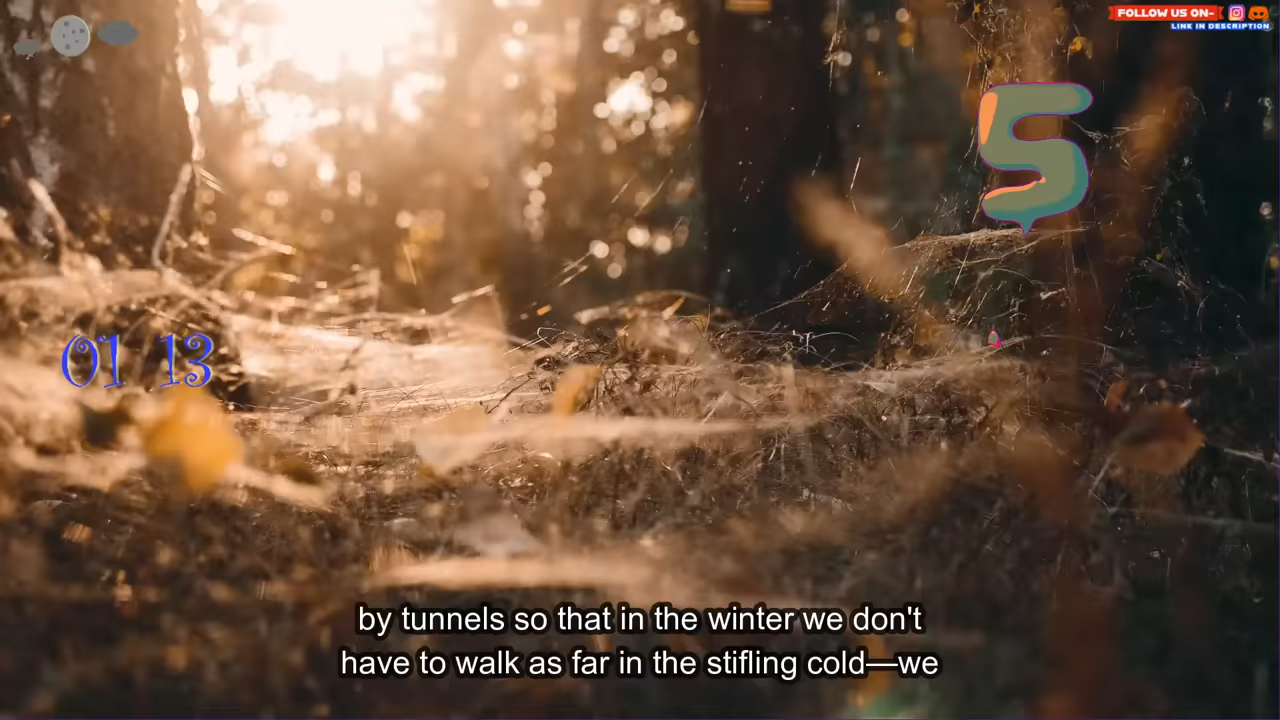 FOLLOW US ON-
LINK IN DESCRIPTION
5
01 13
by tunnels so that in the winter we don't
have to walk as far in the stifling cold—we